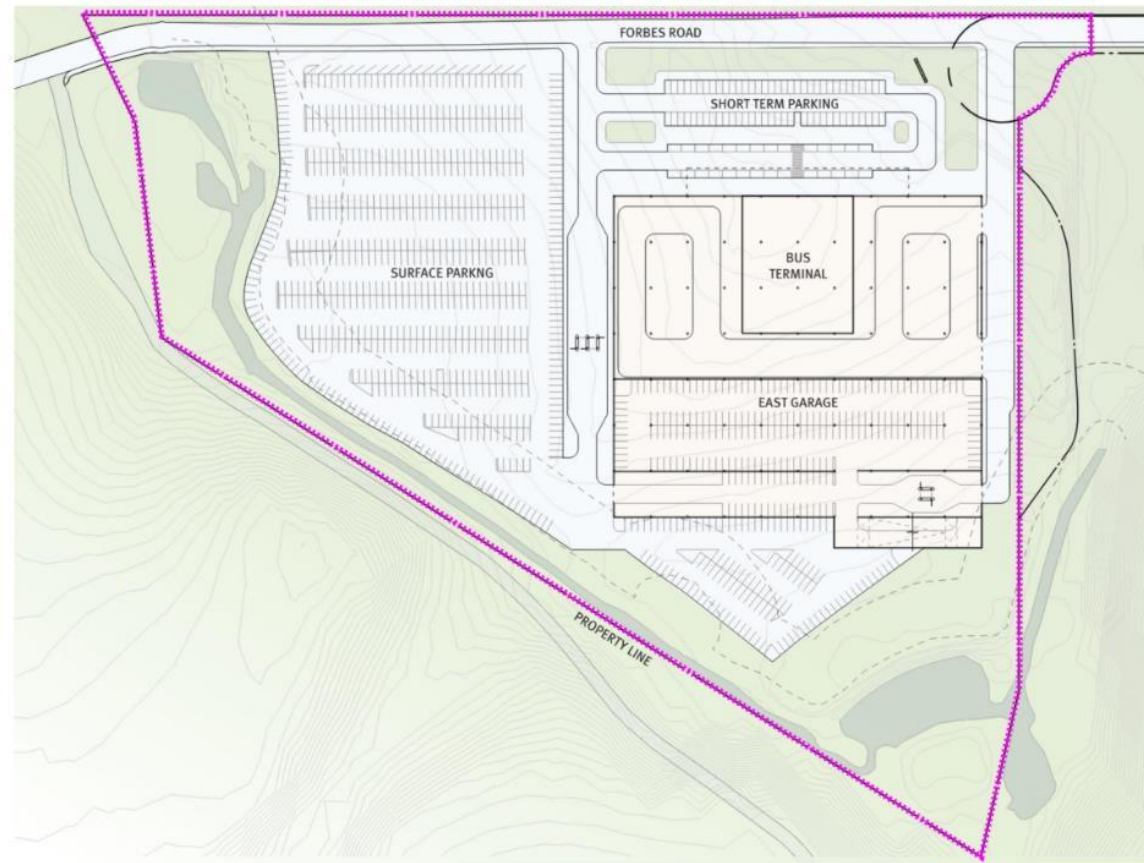 FORBES ROAD
SHORT TERM PARKING
SURFACE PARKNG
BUS
TERMINAL
EAST GARAGE
PROPERTY LINE